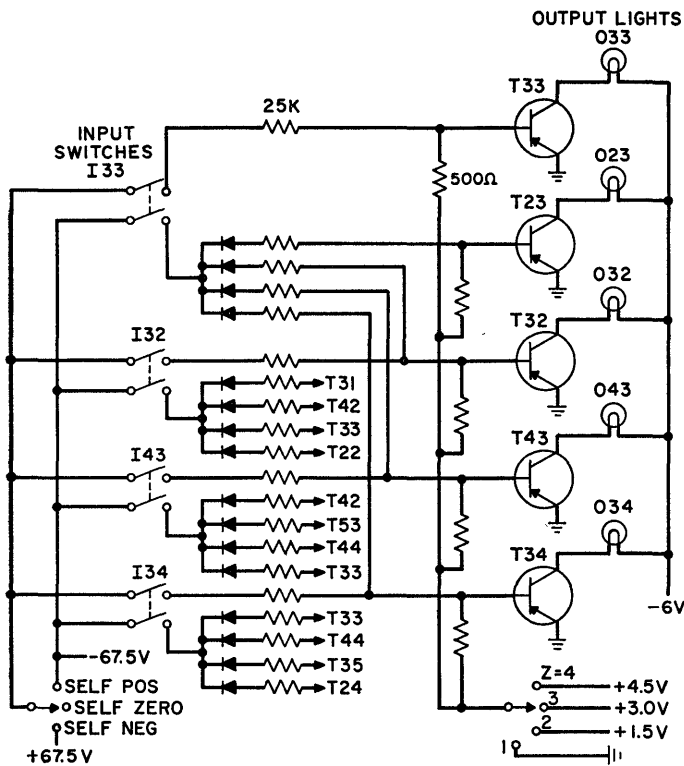 OUTPUT LIGHTS
O33
T33
25K
INPUT
SWITCHES
I33
500Ω
O23
T23
O32
T32
I32
T31
T42
T33
T22
O43
T43
I43
T42
T53
T44
T33
O34
T34
I34
T33
T44
T35
T24
-6V
-67.5V
SELF POS
SELF ZERO
SELF NEG
+67.5V
Z=4
+4.5V
3
+3.0V
2
+1.5V
1